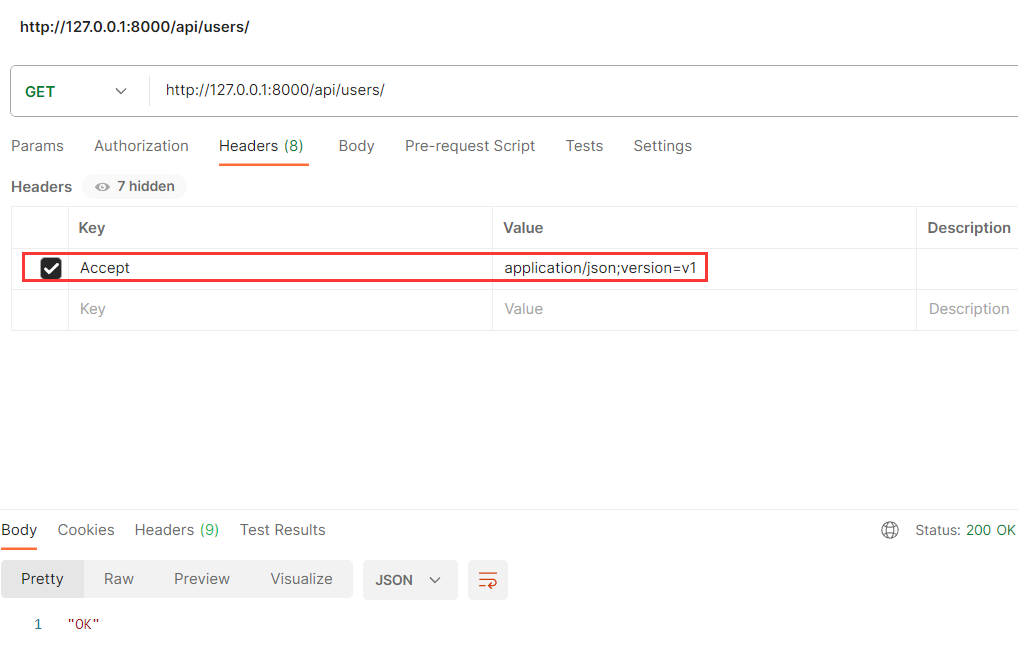 http://127.0.0.1:8000/api/users/
GET http://127.0.0.1:8000/api/users/
Params Authorization Headers (8) Body Pre-request Script Tests Settings
Headers 7 hidden
Key Value Description
Accept application/json;version=v1
Key Value Description
Body Cookies Headers (9) Test Results Status: 200 OK
Pretty Raw Preview Visualize JSON
1 "OK"